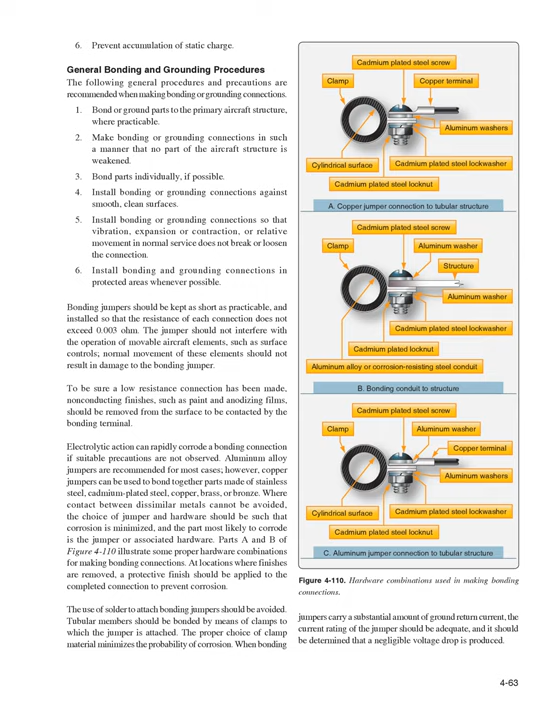 6. Prevent accumulation of static charge.
General Bonding and Grounding Procedures
The following general procedures and precautions are
recommended when making bonding or grounding connections.
1. Bond or ground parts to the primary aircraft structure,
where practicable.
2. Make bonding or grounding connections in such
a manner that no part of the aircraft structure is
weakened.
3. Bond parts individually, if possible.
4. Install bonding or grounding connections against
smooth, clean surfaces.
5. Install bonding or grounding connections so that
vibration, expansion or contraction, or relative
movement in normal service does not break or loosen
the connection.
6. Install bonding and grounding connections in
protected areas whenever possible.
Bonding jumpers should be kept as short as practicable, and
installed so that the resistance of each connection does not
exceed 0.003 ohm. The jumper should not interfere with
the operation of movable aircraft elements, such as surface
controls; normal movement of these elements should not
result in damage to the bonding jumper.
To be sure a low resistance connection has been made,
nonconducting finishes, such as paint and anodizing films,
should be removed from the surface to be contacted by the
bonding terminal.
Electrolytic action can rapidly corrode a bonding connection
if suitable precautions are not observed. Aluminum alloy
jumpers are recommended for most cases; however, copper
jumpers can be used to bond together parts made of stainless
steel, cadmium-plated steel, copper, brass, or bronze. Where
contact between dissimilar metals cannot be avoided,
the choice of jumper and hardware should be such that
corrosion is minimized, and the part most likely to corrode
is the jumper or associated hardware. Parts A and B of
Figure 4-110 illustrate some proper hardware combinations
for making bonding connections. At locations where finishes
are removed, a protective finish should be applied to the
completed connection to prevent corrosion.
The use of solder to attach bonding jumpers should be avoided.
Tubular members should be bonded by means of clamps to
which the jumper is attached. The proper choice of clamp
material minimizes the probability of corrosion. When bonding
Cadmium plated steel screw
Clamp
Copper terminal
Aluminum washers
Cylindrical surface
Cadmium plated steel lockwasher
Cadmium plated steel locknut
A. Copper jumper connection to tubular structure
Cadmium plated steel screw
Clamp
Aluminum washer
Structure
Aluminum washer
Cadmium plated steel lockwasher
Cadmium plated locknut
Aluminum alloy or corrosion-resisting steel conduit
B. Bonding conduit to structure
Cadmium plated steel screw
Clamp
Aluminum washer
Copper terminal
Aluminum washers
Cylindrical surface
Cadmium plated steel lockwasher
Cadmium plated steel locknut
C. Aluminum jumper connection to tubular structure
Figure 4-110. Hardware combinations used in making bonding
connections.
jumpers carry a substantial amount of ground return current, the
current rating of the jumper should be adequate, and it should
be determined that a negligible voltage drop is produced.
4-63